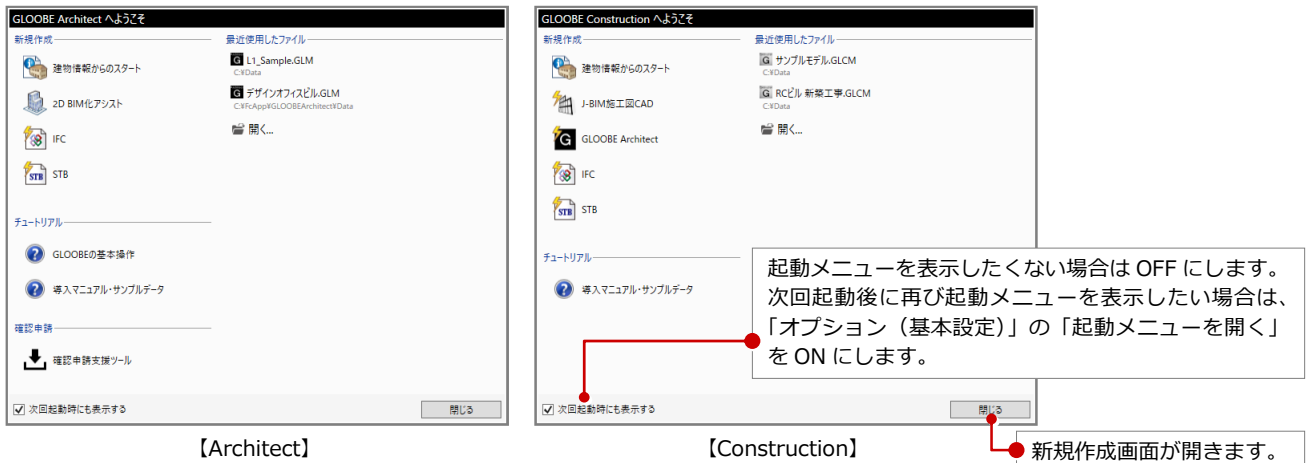 GLOOBE Architect へようこそ
新規作成
建物情報からのスタート
2D BIM化アシスト
IFC
STB
チュートリアル
GLOOBEの基本操作
導入マニュアル・サンプルデータ
確認申請
確認申請支援ツール
最近使用したファイル
L1_Sample.GLM
C:¥Data
デザインオフィスビル.GLM
C:¥FcApp¥GLOOBEArchitect¥Data
開く...
次回起動時にも表示する
閉じる
【Architect】
GLOOBE Construction へようこそ
新規作成
建物情報からのスタート
J-BIM施工図CAD
GLOOBE Architect
IFC
STB
チュートリアル
導入マニュアル・サンプルデータ
最近使用したファイル
サンプルモデル.GLCM
C:¥Data
RCビル 新築工事.GLCM
C:¥Data
開く...
起動メニューを表示したくない場合は OFF にします。
次回起動後に再び起動メニューを表示したい場合は、
「オプション（基本設定）」の「起動メニューを開く」
を ON にします。
次回起動時にも表示する
閉じる
【Construction】
新規作成画面が開きます。